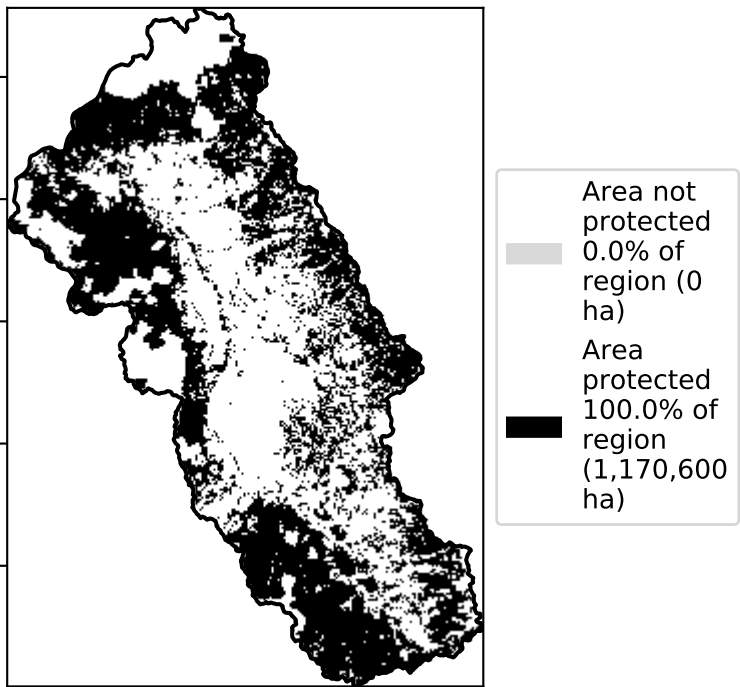 Area not
protected
0.0% of
region (0
ha)
Area
protected
100.0% of
region
(1,170,600
ha)